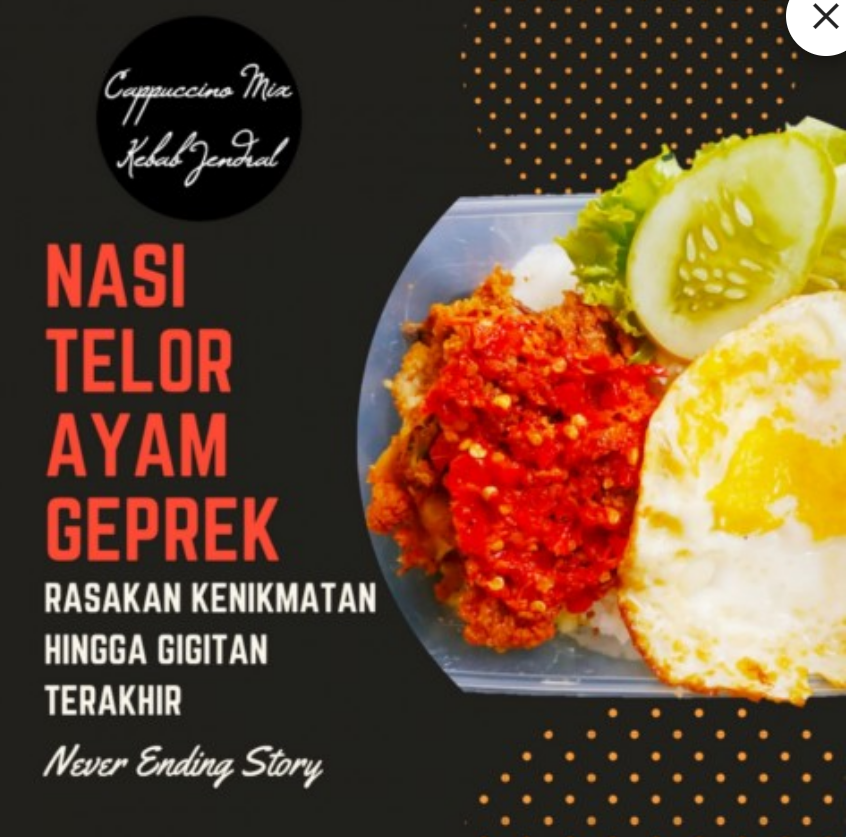 Cappuccino Mix
Kebab Jendral
NASI
TELOR
AYAM
GEPREK
RASAKAN KENIKMATAN
HINGGA GIGITAN
TERAKHIR
Never Ending Story